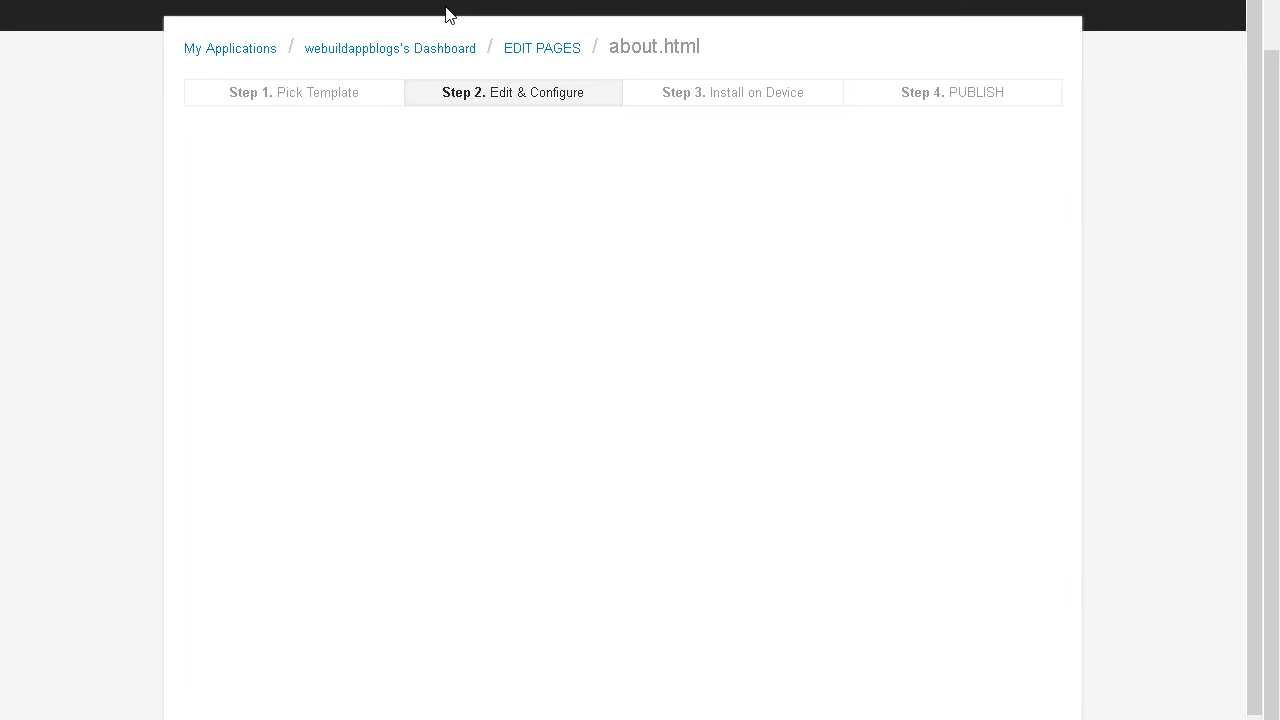 My Applications / webuildappblogs's Dashboard / EDIT PAGES / about.html
Step 1. Pick Template Step 2. Edit & Configure Step 3. Install on Device Step 4. PUBLISH